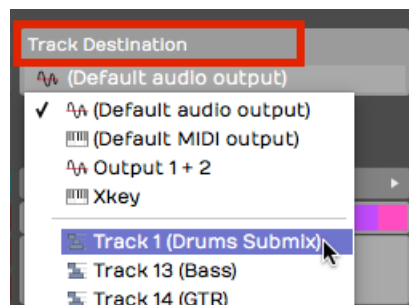 Track Destination
(Default audio output)
✓ (Default audio output)
(Default MIDI output)
Output 1 + 2
Xkey
Track 1 (Drums Submix)
Track 13 (Bass)
Track 14 (GTR)